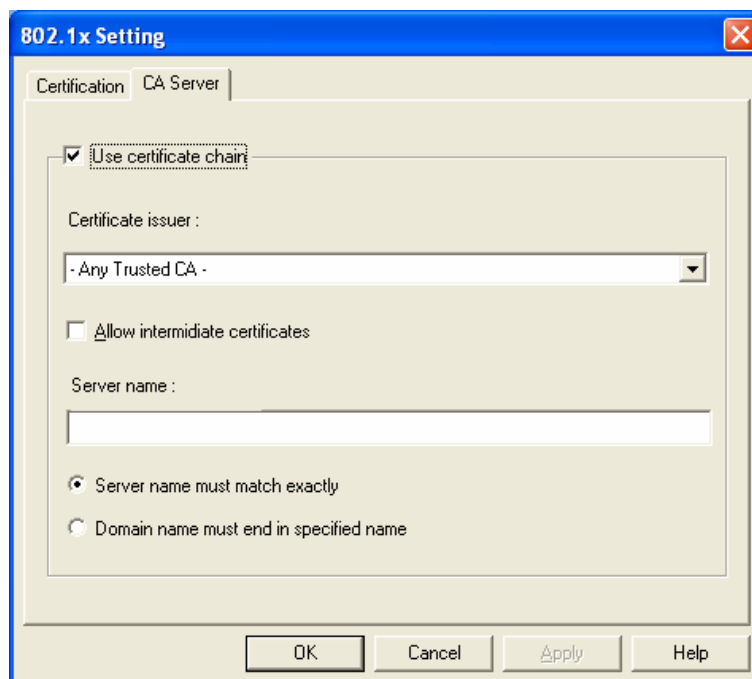 802.1x Setting
Certification
CA Server
Use certificate chain
Certificate issuer :
- Any Trusted CA -
Allow intermidiate certificates
Server name :
Server name must match exactly
Domain name must end in specified name
OK
Cancel
Apply
Help